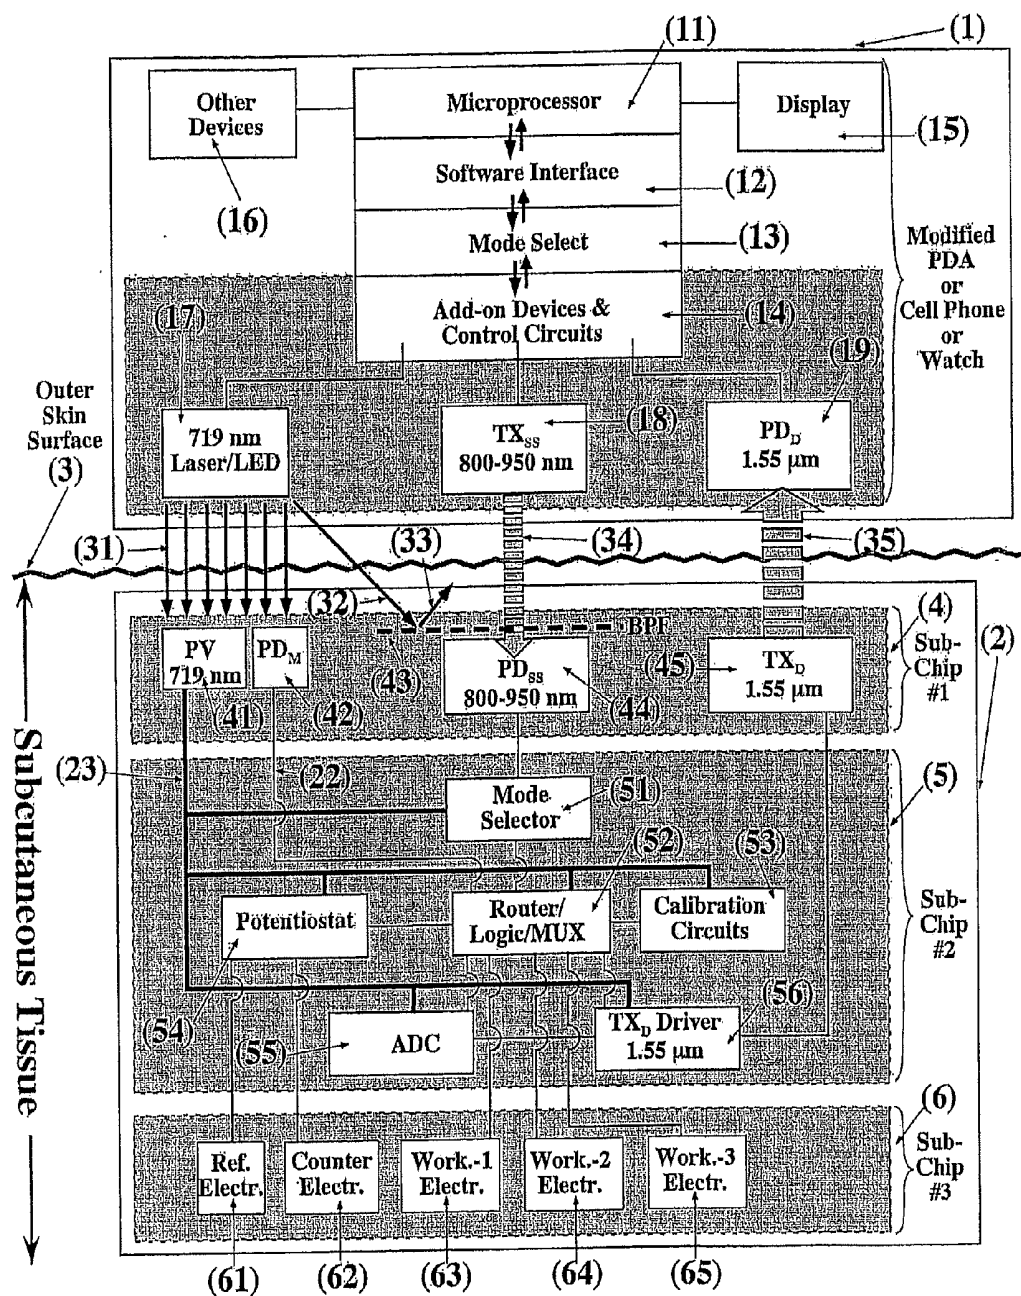 (11)
(1)
Other
Devices
Microprocessor
Display
(15)
(16)
Software Interface
(12)
Mode Select
(13)
Modified
PDA
or
Cell Phone
or
Watch
(17)
Add-on Devices &
Control Circuits
(14)
(19)
Outer
Skin
Surface
(3)
719 nm
Laser/LED
TXSS
800-950 nm
(18)
PDD
1.55 μm
(31)
(33)
(34)
(35)
(32)
BPF
(4)
Sub-
Chip
#1
(2)
PV
719 nm
PDM
(43)
PDSS
800-950 nm
(45)
TXD
1.55 μm
(41)
(42)
(44)
Subcutaneous Tissue
(23)
(22)
Mode
Selector
(51)
(5)
(52)
(53)
Potentiostat
Router/
Logic/MUX
Calibration
Circuits
Sub-
Chip
#2
(54)
(55)
ADC
TXD Driver
1.55 μm
(56)
(6)
Sub-
Chip
#3
Ref.
Electr.
Counter
Electr.
Work.-1
Electr.
Work.-2
Electr.
Work.-3
Electr.
(61)
(62)
(63)
(64)
(65)